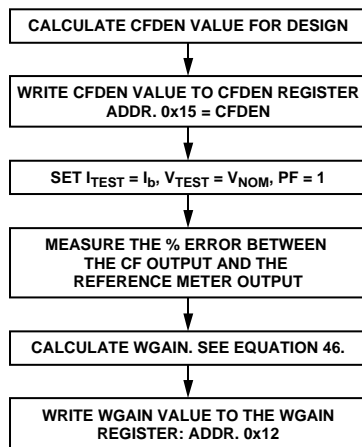 CALCULATE CFDEN VALUE FOR DESIGN
WRITE CFDEN VALUE TO CFDEN REGISTER
ADDR. 0x15 = CFDEN
SET ITEST = Ib, VTEST = VNOM, PF = 1
MEASURE THE % ERROR BETWEEN
THE CF OUTPUT AND THE
REFERENCE METER OUTPUT
CALCULATE WGAIN. SEE EQUATION 46.
WRITE WGAIN VALUE TO THE WGAIN
REGISTER: ADDR. 0x12